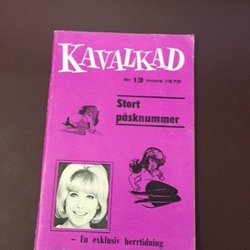 KAVALKAD
Nr 13 mars 1970
Stort
påsknummer
– En exklusiv herrtidning